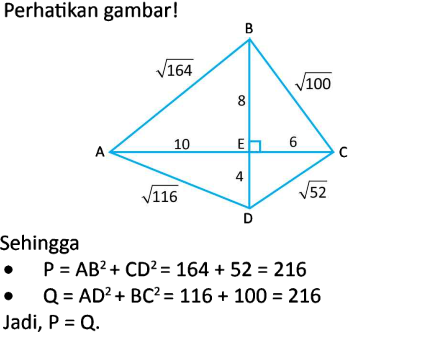 Perhatikan gambar!
B
√164
√100
8
A
10
E
6
C
4
√116
√52
D
Sehingga
• P = AB² + CD² = 164 + 52 = 216
• Q = AD² + BC² = 116 + 100 = 216
Jadi, P = Q.